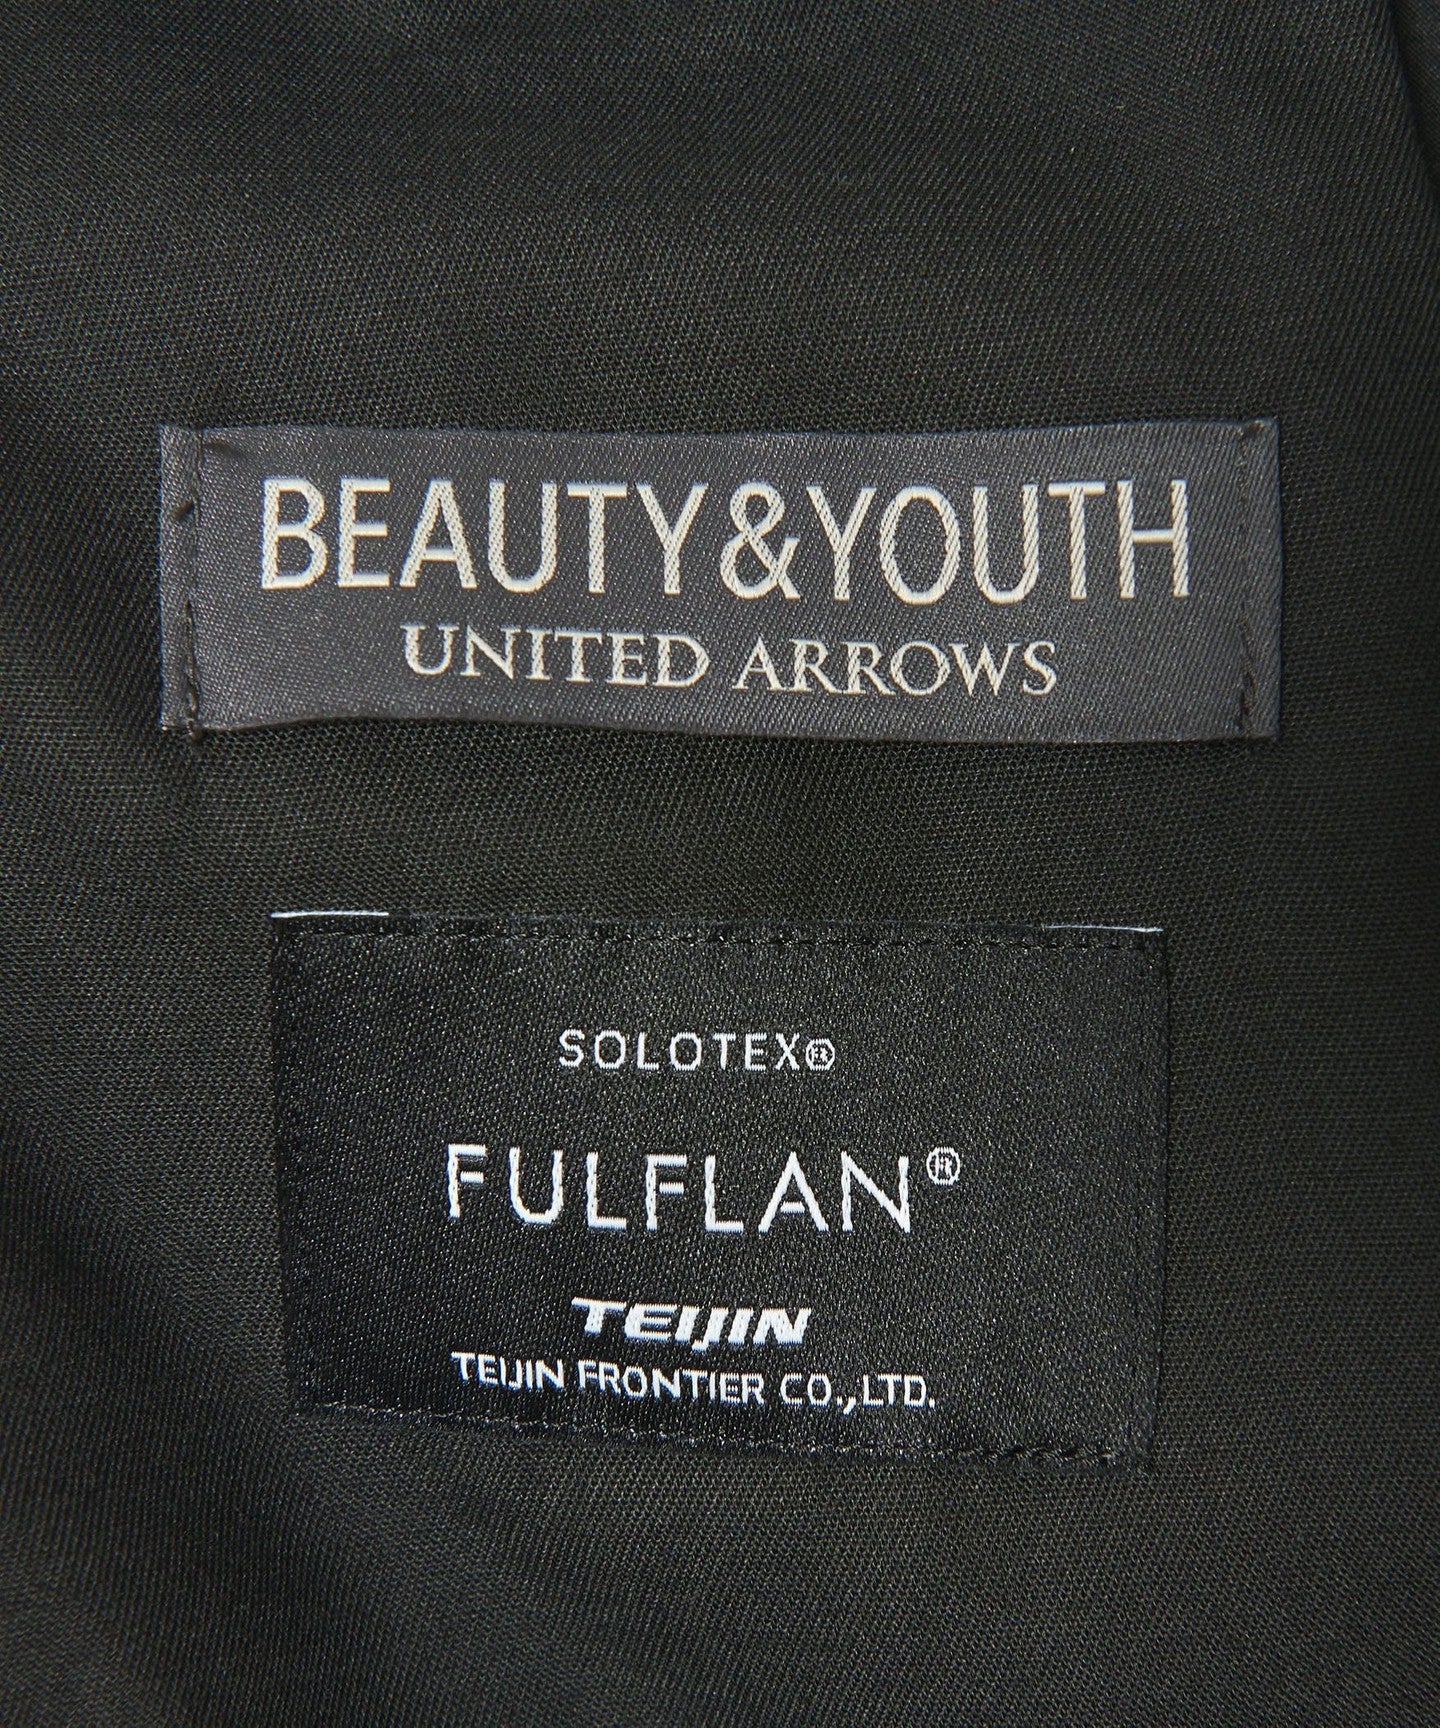 BEAUTY&YOUTH
UNITED ARROWS
SOLOTEX®
FULFLAN®
TEIJIN
TEIJIN FRONTIER CO.,LTD.